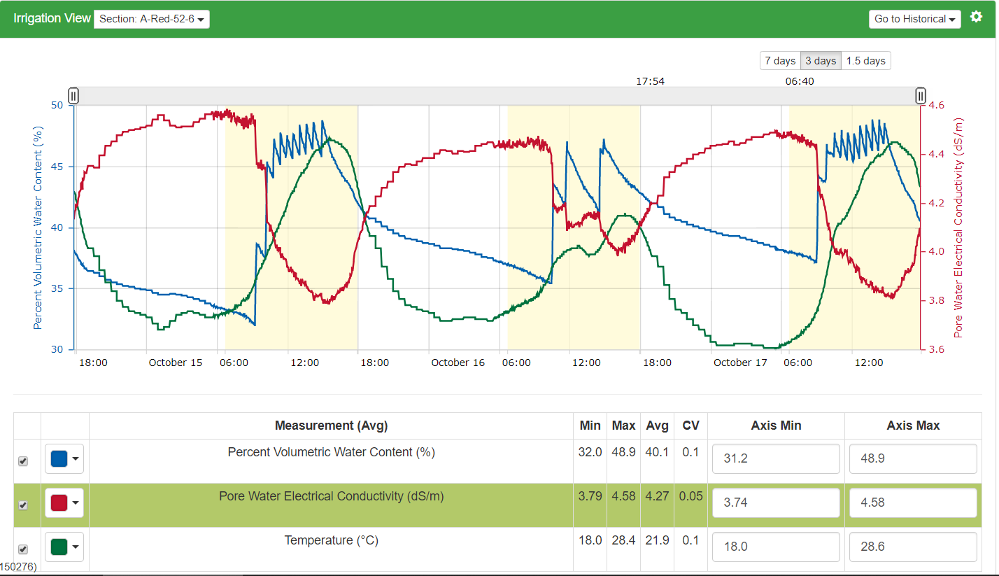 Irrigation View Section: A-Red-52-6 Go to Historical
7 days 3 days 1.5 days
17:54 06:40
50 4.6
45 4.4
4.2
40
4.0
35
3.8
30 3.6
Percent Volumetric Water Content (%)
Pore Water Electrical Conductivity (dS/m)
18:00 October 15 06:00 12:00 18:00 October 16 06:00 12:00 18:00 October 17 06:00 12:00
Measurement (Avg) Min Max Avg CV Axis Min Axis Max
Percent Volumetric Water Content (%) 32.0 48.9 40.1 0.1 31.2 48.9
Pore Water Electrical Conductivity (dS/m) 3.79 4.58 4.27 0.05 3.74 4.58
Temperature (°C) 18.0 28.4 21.9 0.1 18.0 28.6
150276)